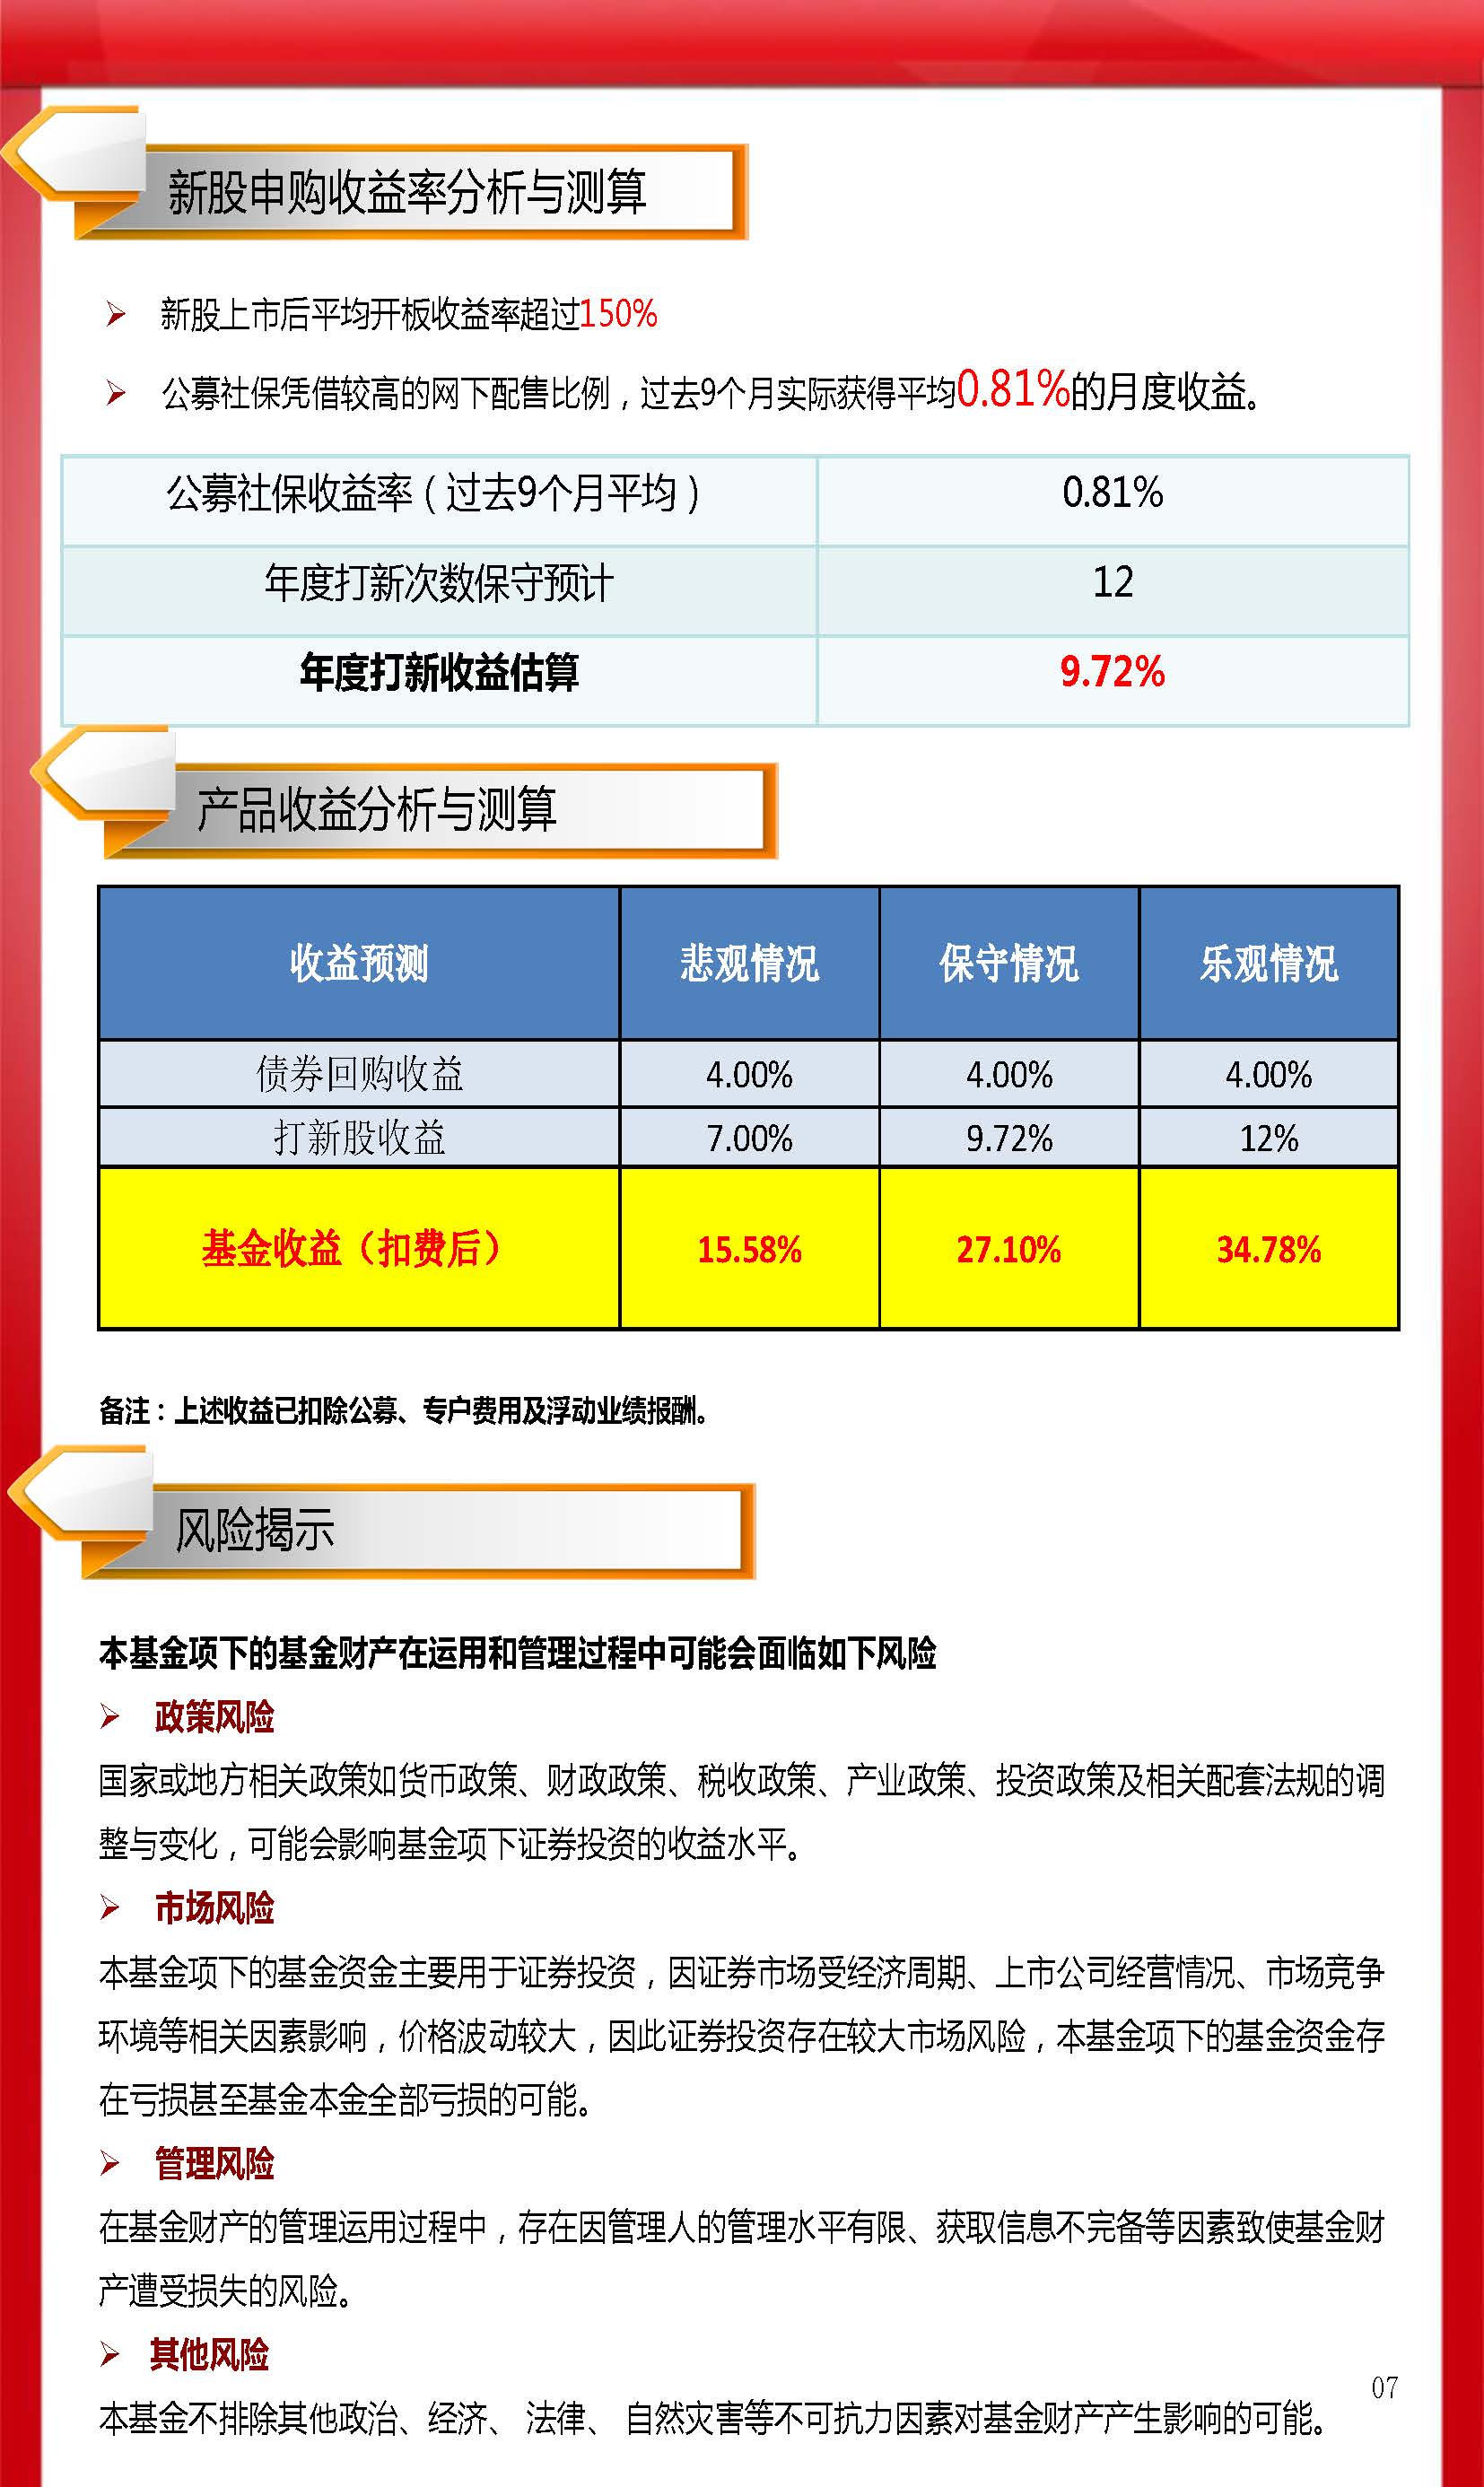 新股申购收益率分析与测算
新股上市后平均开板收益率超过150%
公募社保凭借较高的网下配售比例，过去9个月实际获得平均0.81%的月度收益。
公募社保收益率（过去9个月平均） 0.81%
年度打新次数保守预计 12
年度打新收益估算 9.72%
产品收益分析与测算
收益预测 悲观情况 保守情况 乐观情况
债券回购收益 4.00% 4.00% 4.00%
打新股收益 7.00% 9.72% 12%
基金收益（扣费后） 15.58% 27.10% 34.78%
备注：上述收益已扣除公募、专户费用及浮动业绩报酬。
风险揭示
本基金项下的基金财产在运用和管理过程中可能会面临如下风险
政策风险
国家或地方相关政策如货币政策、财政政策、税收政策、产业政策、投资政策及相关配套法规的调
整与变化，可能会影响基金项下证券投资的收益水平。
市场风险
本基金项下的基金资金主要用于证券投资，因证券市场受经济周期、上市公司经营情况、市场竞争
环境等相关因素影响，价格波动较大，因此证券投资存在较大市场风险，本基金项下的基金资金存
在亏损甚至基金本金全部亏损的可能。
管理风险
在基金财产的管理运用过程中，存在因管理人的管理水平有限、获取信息不完备等因素致使基金财
产遭受损失的风险。
其他风险
本基金不排除其他政治、经济、 法律、 自然灾害等不可抗力因素对基金财产产生影响的可能。
07